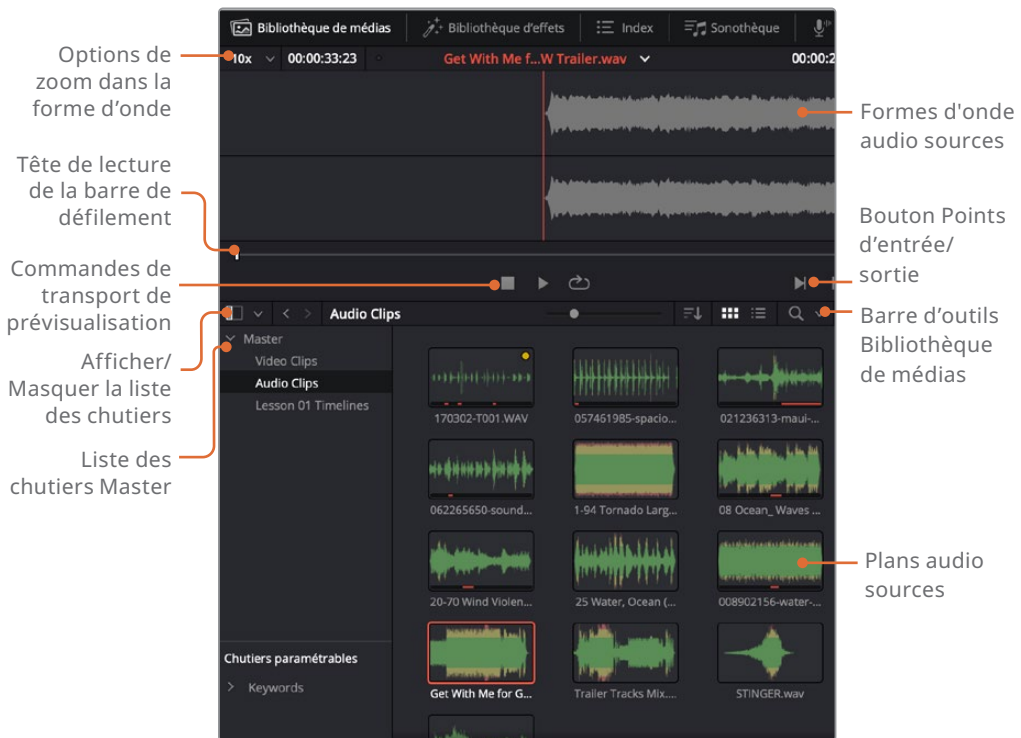 Bibliothèque de médias
Bibliothèque d'effets
Index
Sonothèque
10x
00:00:33:23
Get With Me f...W Trailer.wav
00:00:2
Options de
zoom dans la
forme d'onde
Formes d'onde
audio sources
Tête de lecture
de la barre de
défilement
Bouton Points
d'entrée/
sortie
Commandes de
transport de
prévisualisation
Audio Clips
Barre d'outils
Bibliothèque
de médias
Afficher/
Masquer la liste
des chutiers
Master
Video Clips
Audio Clips
Lesson 01 Timelines
Liste des
chutiers Master
170302-T001.WAV
057461985-spacio...
021236313-maui-...
062265650-sound...
1-94 Tornado Larg...
08 Ocean_ Waves ...
20-70 Wind Violen...
25 Water, Ocean (...
008902156-water-...
Plans audio
sources
Get With Me for G...
Trailer Tracks Mix....
STINGER.wav
Chutiers paramétrables
Keywords